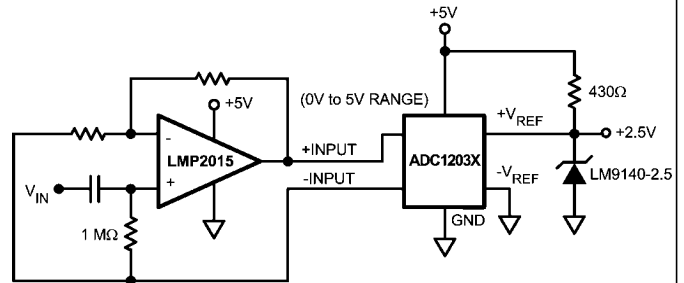 +5V
+5V
(0V to 5V RANGE)
430Ω
+VREF
+2.5V
-
LMP2015
+INPUT
ADC1203X
VIN
+
-INPUT
-VREF
LM9140-2.5
1 MΩ
GND